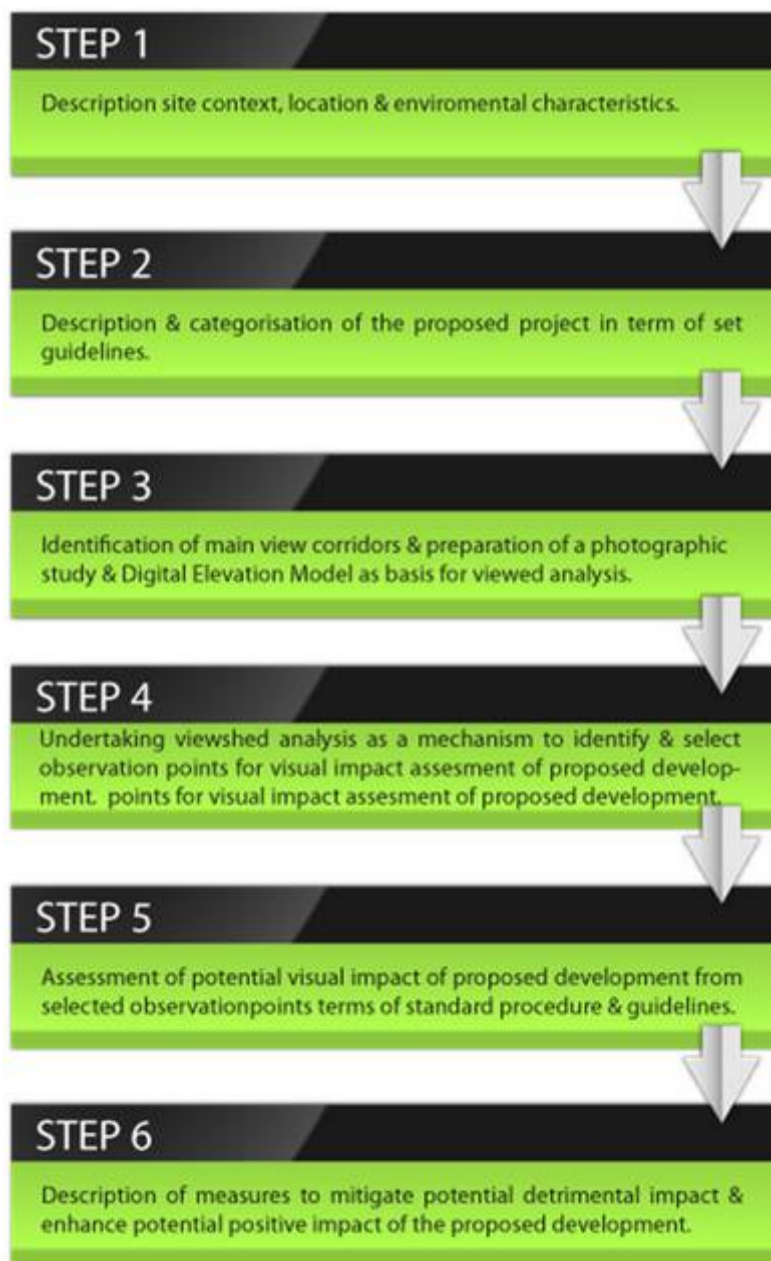 STEP 1
Description site context, location & enviromental characteristics.
STEP 2
Description & categorisation of the proposed project in term of set
guidelines.
STEP 3
Identification of main view corridors & preparation of a photographic
study & Digital Elevation Model as basis for viewed analysis.
STEP 4
Undertaking viewshed analysis as a mechanism to identify & select
observation points for visual impact assesment of proposed develop-
ment. points for visual impact assesment of proposed development.
STEP 5
Assessment of potential visual impact of proposed development from
selected observationpoints terms of standard procedure & guidelines.
STEP 6
Description of measures to mitigate potential detrimental impact &
enhance potential positive impact of the proposed development.